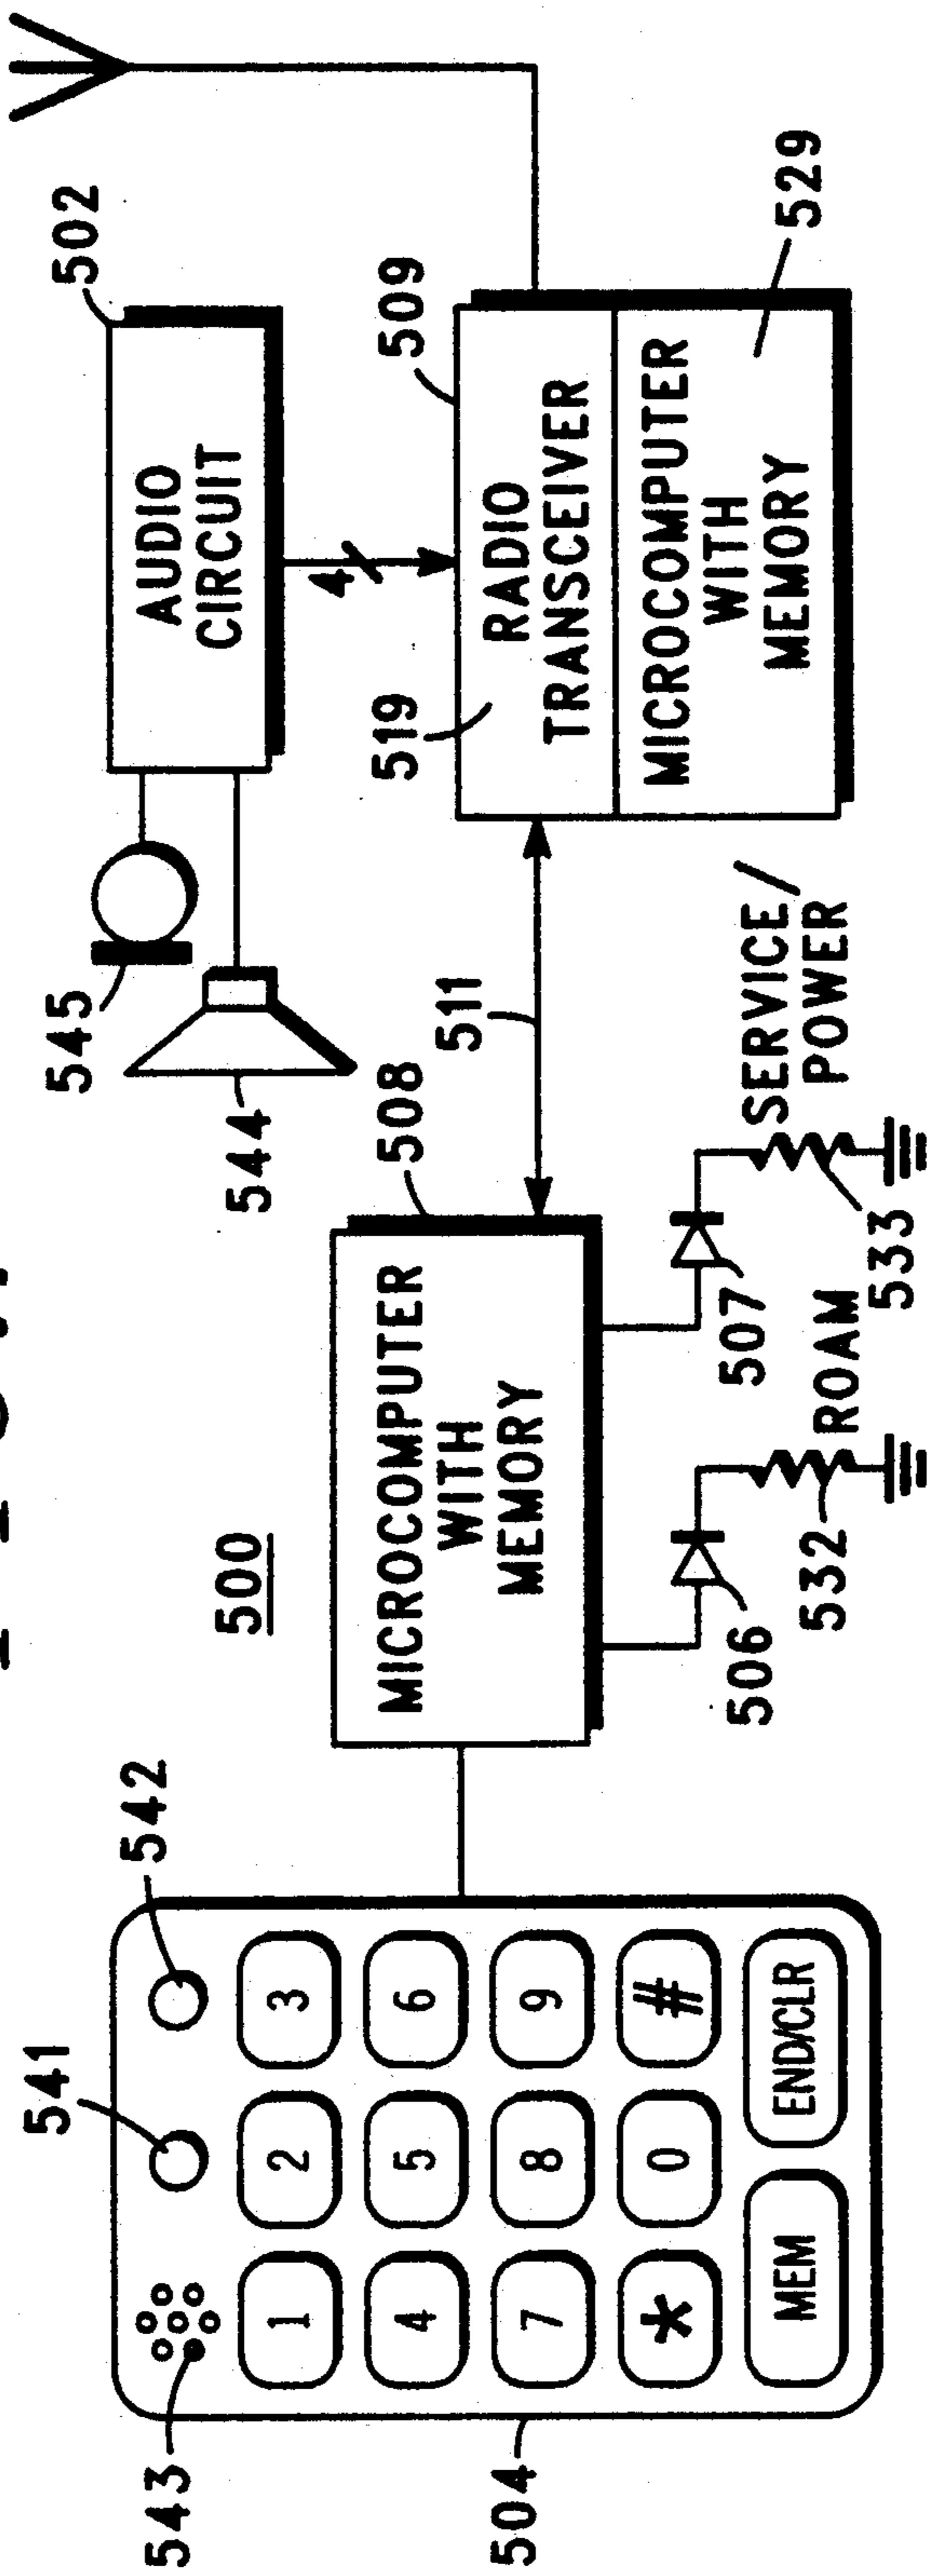 502
AUDIO
CIRCUIT
545
544
4
509
519
RADIO
TRANSCEIVER
MICROCOMPUTER
WITH
MEMORY
529
511
500
508
MICROCOMPUTER
WITH
MEMORY
506
532
ROAM
507
533
SERVICE/
POWER
541
542
543
504
1 2 3
4 5 6
7 8 9
* 0 #
MEM END/CLR